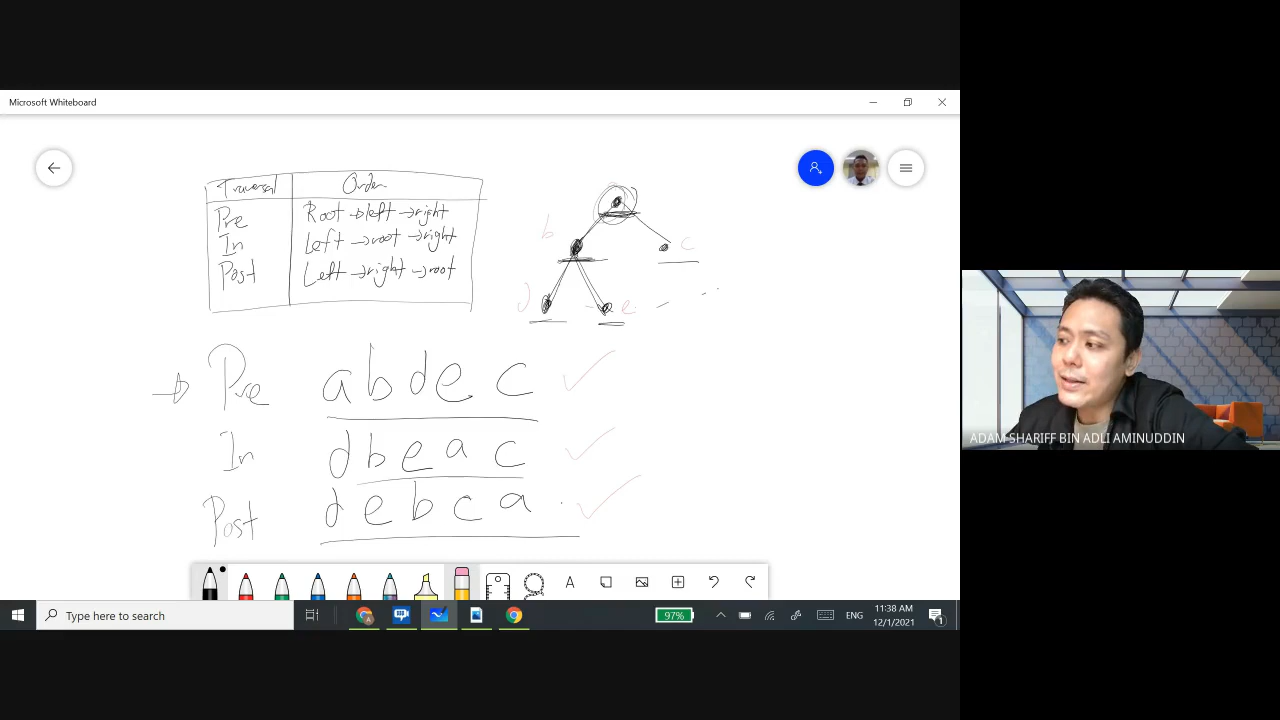 Microsoft Whiteboard
Traversal Order
Pre Root → left → right
In Left → root → right
Post Left → right → root
b
c
d
e
→ Pre a b d e c ✓
In d b e a c ✓
Post d e b c a ✓
ADAM SHARIFF BIN ADLI AMINUDDIN
A
Type here to search
97%
ENG
11:38 AM
12/1/2021
1